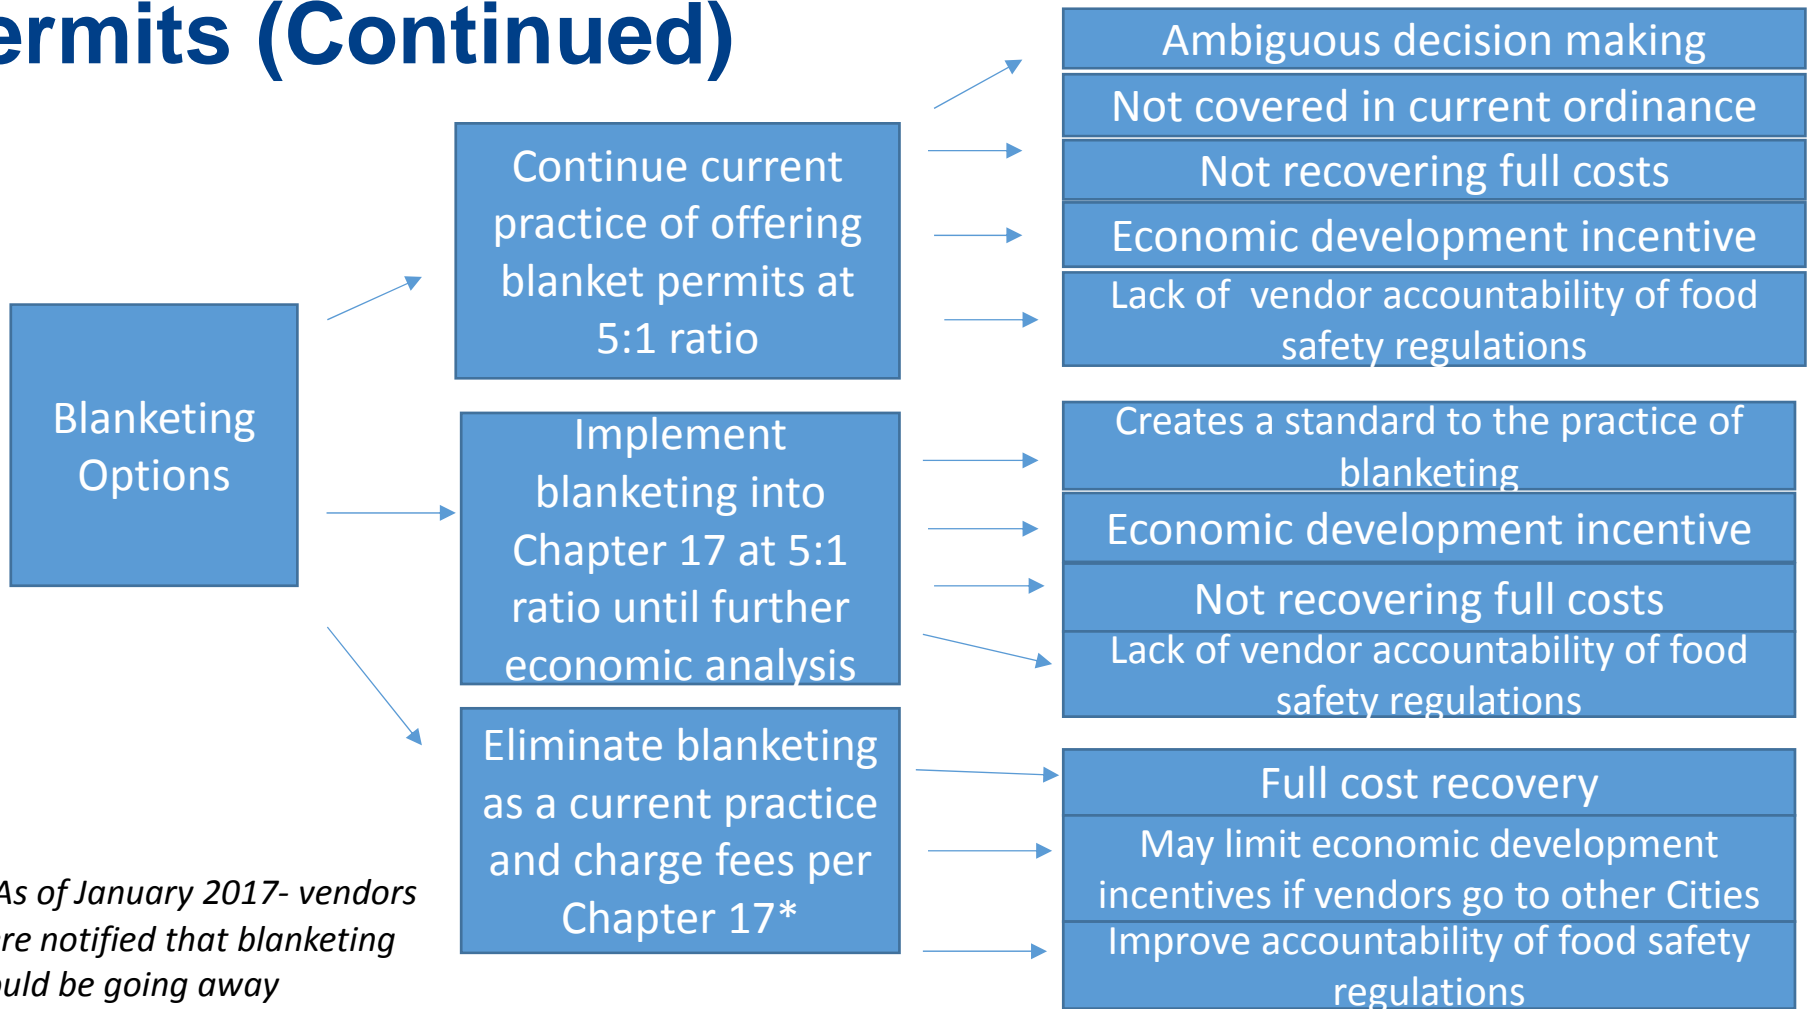 ermits (Continued)
Blanketing
Options
Continue current
practice of offering
blanket permits at
5:1 ratio
Ambiguous decision making
Not covered in current ordinance
Not recovering full costs
Economic development incentive
Lack of vendor accountability of food
safety regulations
Implement
blanketing into
Chapter 17 at 5:1
ratio until further
economic analysis
Creates a standard to the practice of
blanketing
Economic development incentive
Not recovering full costs
Lack of vendor accountability of food
safety regulations
Eliminate blanketing
as a current practice
and charge fees per
Chapter 17*
Full cost recovery
May limit economic development
incentives if vendors go to other Cities
Improve accountability of food safety
regulations
As of January 2017- vendors
re notified that blanketing
ould be going away